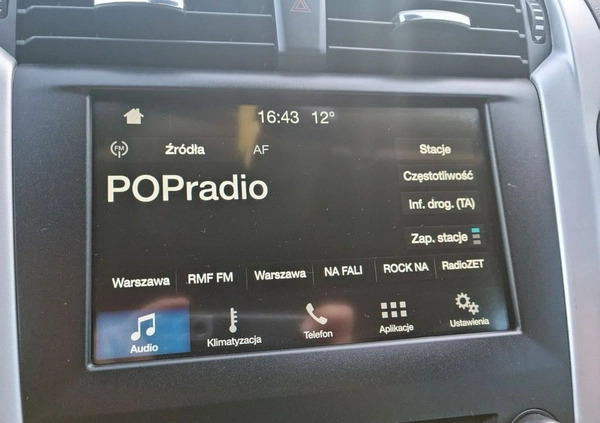 16:43 12°
FM Źródła AF Stacje
POPradio
Częstotliwość
Inf. drog. (TA)
Zap. stacje
Warszawa RMF FM Warszawa NA FALI ROCK NA RadioZET
Audio Klimatyzacja Telefon Aplikacje Ustawienia